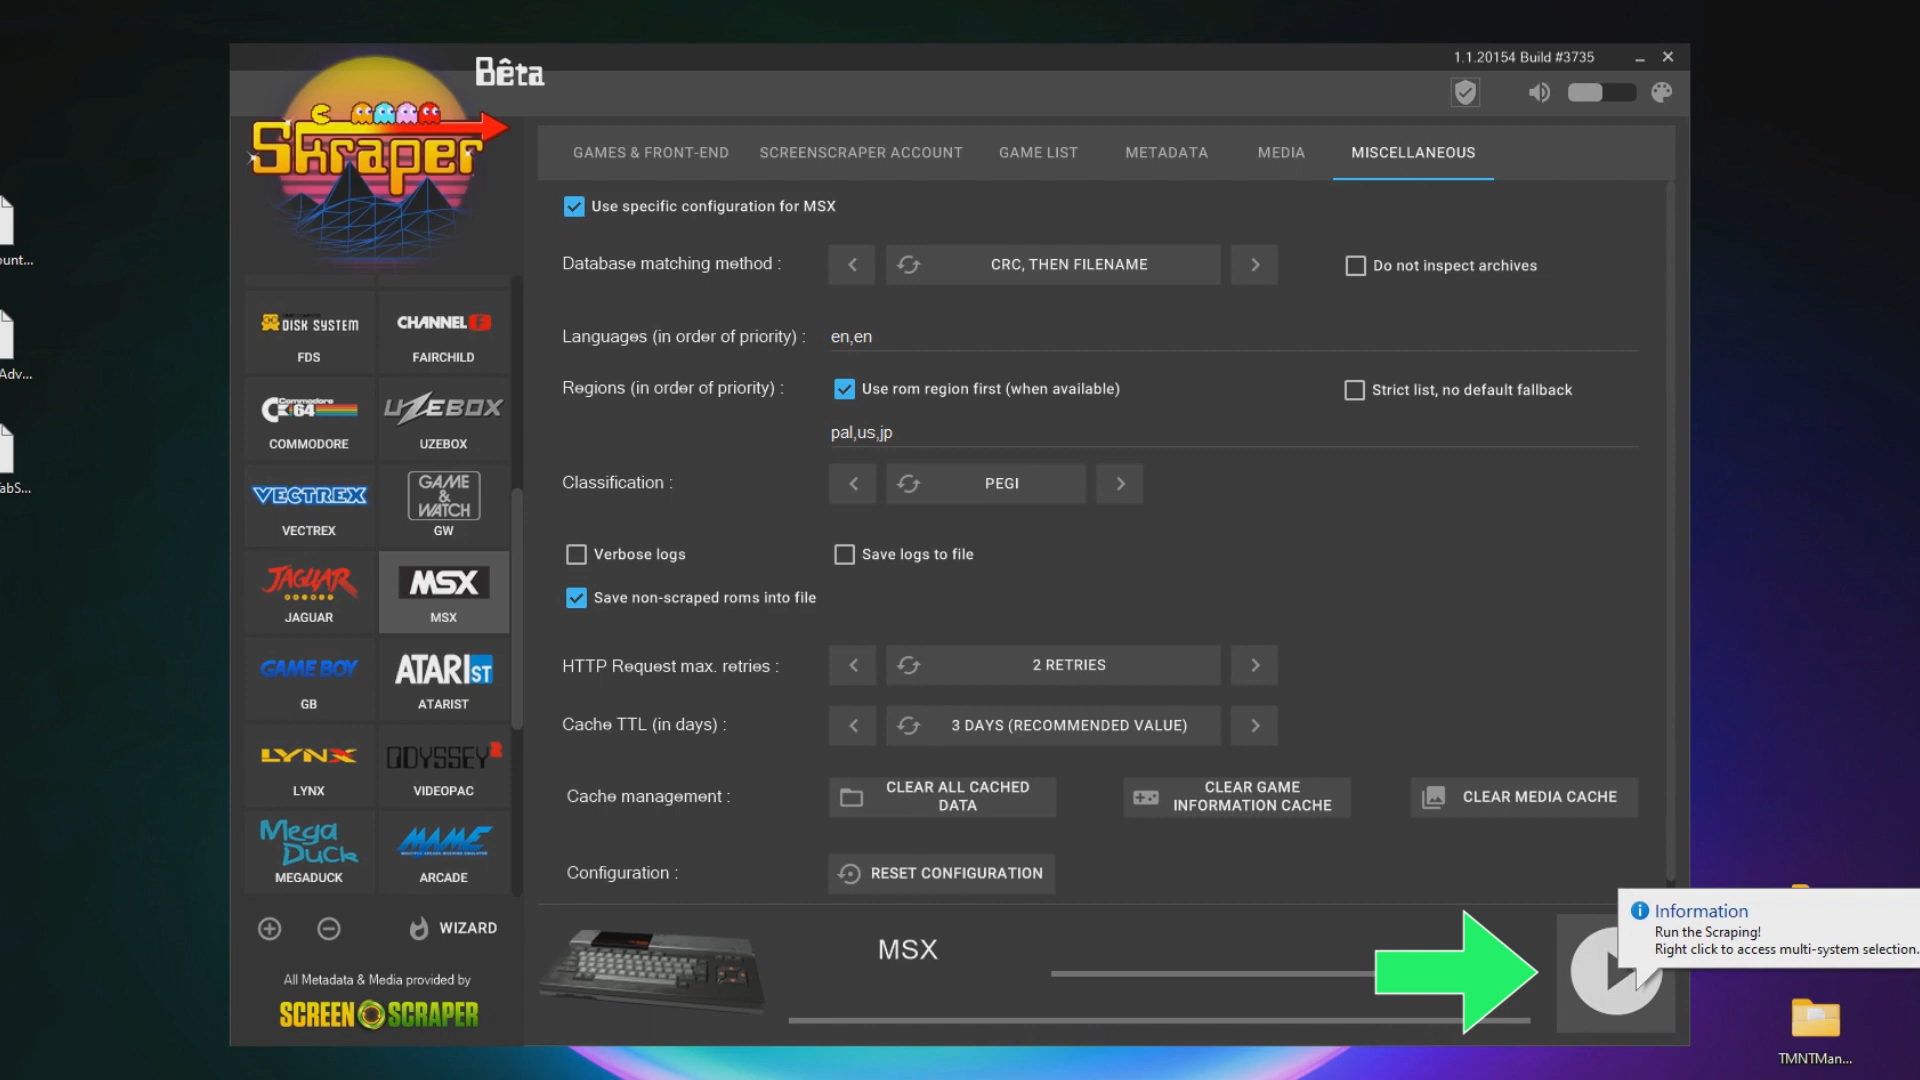 Bêta
1.1.20154 Build #3735
Skraper
GAMES & FRONT-END
SCREENSCRAPER ACCOUNT
GAME LIST
METADATA
MEDIA
MISCELLANEOUS
Use specific configuration for MSX
Database matching method :
CRC, THEN FILENAME
Do not inspect archives
Languages (in order of priority) :
en,en
Regions (in order of priority) :
Use rom region first (when available)
Strict list, no default fallback
pal,us,jp
Classification :
PEGI
Verbose logs
Save logs to file
Save non-scraped roms into file
HTTP Request max. retries :
2 RETRIES
Cache TTL (in days) :
3 DAYS (RECOMMENDED VALUE)
Cache management :
CLEAR ALL CACHED
DATA
CLEAR GAME
INFORMATION CACHE
CLEAR MEDIA CACHE
Configuration :
RESET CONFIGURATION
DISK SYSTEM
FDS
CHANNEL F
FAIRCHILD
Commodore
C64
COMMODORE
UZEBOX
UZEBOX
VECTREX
VECTREX
GAME
&
WATCH
GW
JAGUAR
JAGUAR
MSX
MSX
GAME BOY
GB
ATARI ST
ATARIST
LYNX
LYNX
ODYSSEY2
VIDEOPAC
Mega
Duck
MEGADUCK
MAME
ARCADE
WIZARD
All Metadata & Media provided by
SCREEN SCRAPER
MSX
Information
Run the Scraping!
Right click to access multi-system selection.
TMNTMan...
ount...
Adv...
abS...